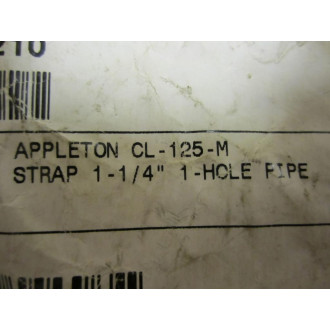 210
APPLETON CL-125-M
STRAP 1-1/4" 1-HOLE PIPE